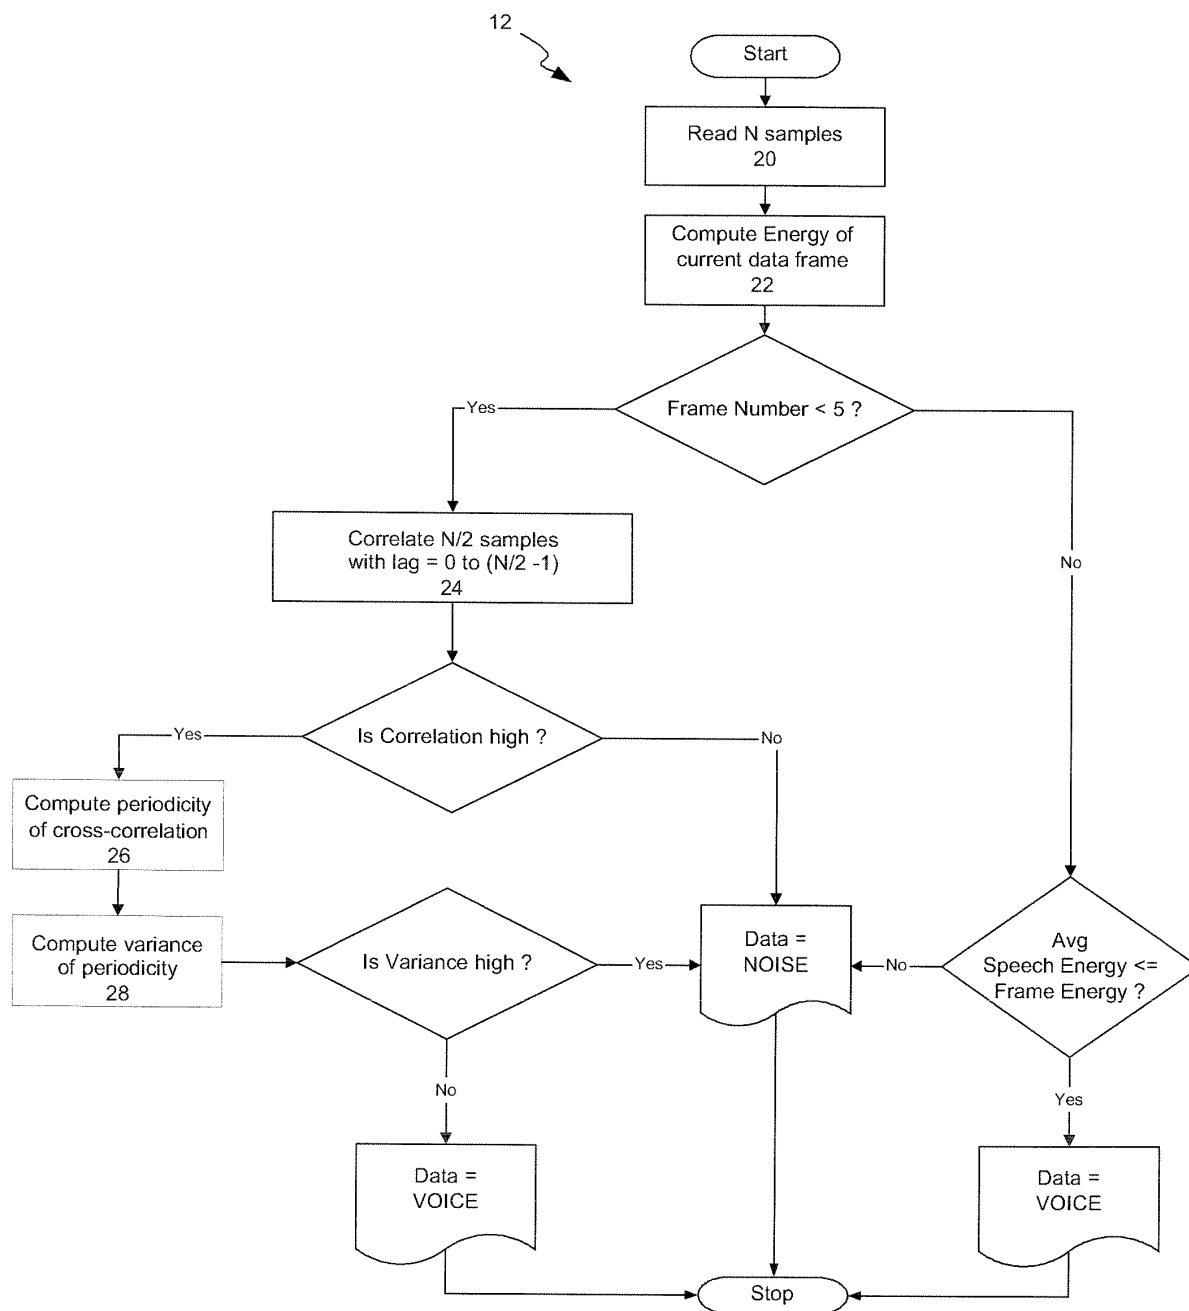 12
Start
Read N samples
20
Compute Energy of
current data frame
22
Frame Number < 5 ?
Yes
No
Correlate N/2 samples
with lag = 0 to (N/2 -1)
24
Is Correlation high ?
Yes
No
Compute periodicity
of cross-correlation
26
Compute variance
of periodicity
28
Is Variance high ?
Yes
No
Data =
NOISE
Avg
Speech Energy <=
Frame Energy ?
No
Yes
Data =
VOICE
Data =
VOICE
Stop